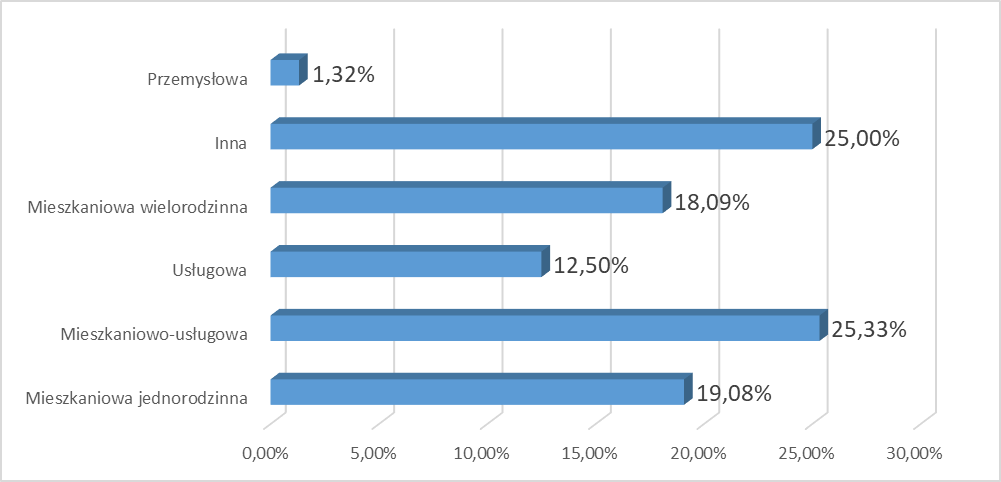 Przemysłowa 1,32%
Inna 25,00%
Mieszkaniowa wielorodzinna 18,09%
Usługowa 12,50%
Mieszkaniowo-usługowa 25,33%
Mieszkaniowa jednorodzinna 19,08%
0,00% 5,00% 10,00% 15,00% 20,00% 25,00% 30,00%